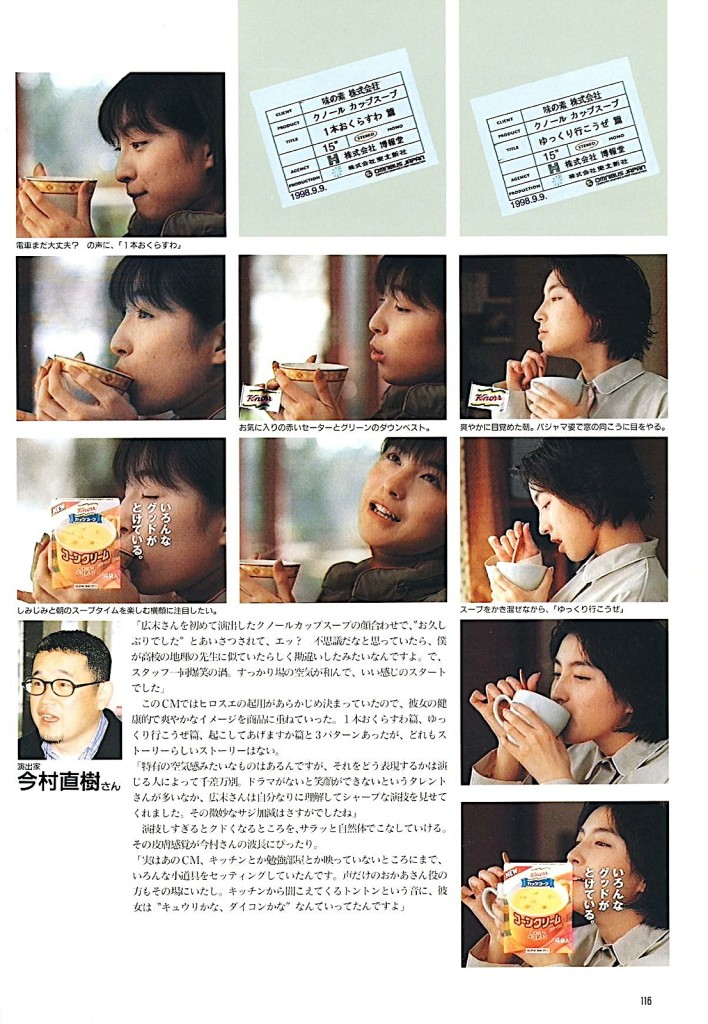 CLIENT 味の素 株式会社
PRODUCT クノール カップスープ
TITLE 1本おくらすわ 篇
15" STEREO MONO
AGENCY 株式会社 博報堂
PRODUCTION 株式会社 東北新社
OMNIBUS JAPAN
1998.9.9.
CLIENT 味の素 株式会社
PRODUCT クノール カップスープ
TITLE ゆっくり行こうぜ 篇
15" STEREO MONO
AGENCY 株式会社 博報堂
PRODUCTION 株式会社 東北新社
OMNIBUS JAPAN
1998.9.9.
電車まだ大丈夫? の声に、「1本おくらすわ」
Knorr
お気に入りの赤いセーターとグリーンのダウンベスト。
Knorr
爽やかに目覚めた朝。パジャマ姿で窓の向こうに目をやる。
NEW
Knorr
カップスープ
コーンクリーム
いろんな
グッドが
とけている。
しみじみと朝のスープタイムを楽しむ横顔に注目したい。
スープをかき混ぜながら、「ゆっくり行こうぜ」
演出家
今村直樹さん
「広末さんを初めて演出したクノールカップスープの顔合わせで、“お久し
ぶりでした”とあいさつされて、エッ? 不思議だなと思っていたら、僕
が高校の地理の先生に似ていたらしく勘違いしたみたいなんですよ。で、
スタッフ一同爆笑の渦。すっかり場の空気が和んで、いい感じのスタート
でした」
このCMではヒロスエの起用があらかじめ決まっていたので、彼女の健
康的で爽やかなイメージを商品に重ねていった。1本おくらすわ篇、ゆっ
くり行こうぜ篇、起こしてあげますか篇と3パターンあったが、どれもス
トーリーらしいストーリーはない。
「特有の空気感みたいなものはあるんですが、それをどう表現するかは演
じる人によって千差万別。ドラマがないと笑顔ができないというタレント
さんが多いなか、広末さんは自分なりに理解してシャープな演技を見せて
くれました。その微妙なサジ加減はさすがでしたね」
演技しすぎるとクドくなるところを、サラッと自然体でこなしていける。
その皮膚感覚が今村さんの波長にぴったり。
「実はあのCM、キッチンとか勉強部屋とか映っていないところにまで、
いろんな小道具をセッティングしていたんです。声だけのおかあさん役の
方もその場にいたし。キッチンから聞こえてくるトントンという音に、彼
女は“キュウリかな、ダイコンかな”なんていってたんですよ」
NEW
Knorr
カップスープ
コーンクリーム
いろんな
グッドが
とけている。
116